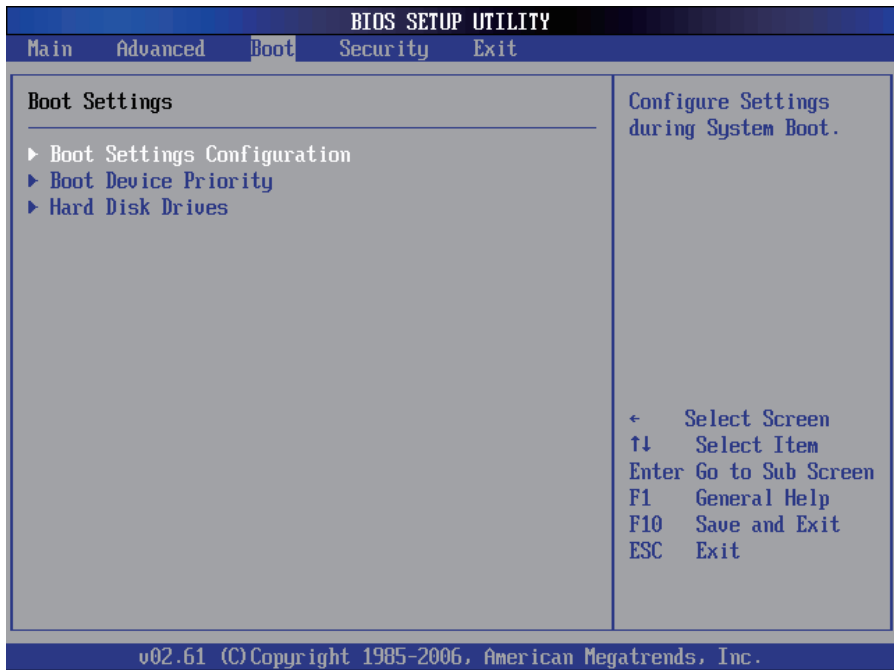 BIOS SETUP UTILITY
Main Advanced Boot Security Exit
Boot Settings
▶ Boot Settings Configuration
▶ Boot Device Priority
▶ Hard Disk Drives
Configure Settings
during System Boot.
← Select Screen
↑↓ Select Item
Enter Go to Sub Screen
F1 General Help
F10 Save and Exit
ESC Exit
v02.61 (C)Copyright 1985-2006, American Megatrends, Inc.